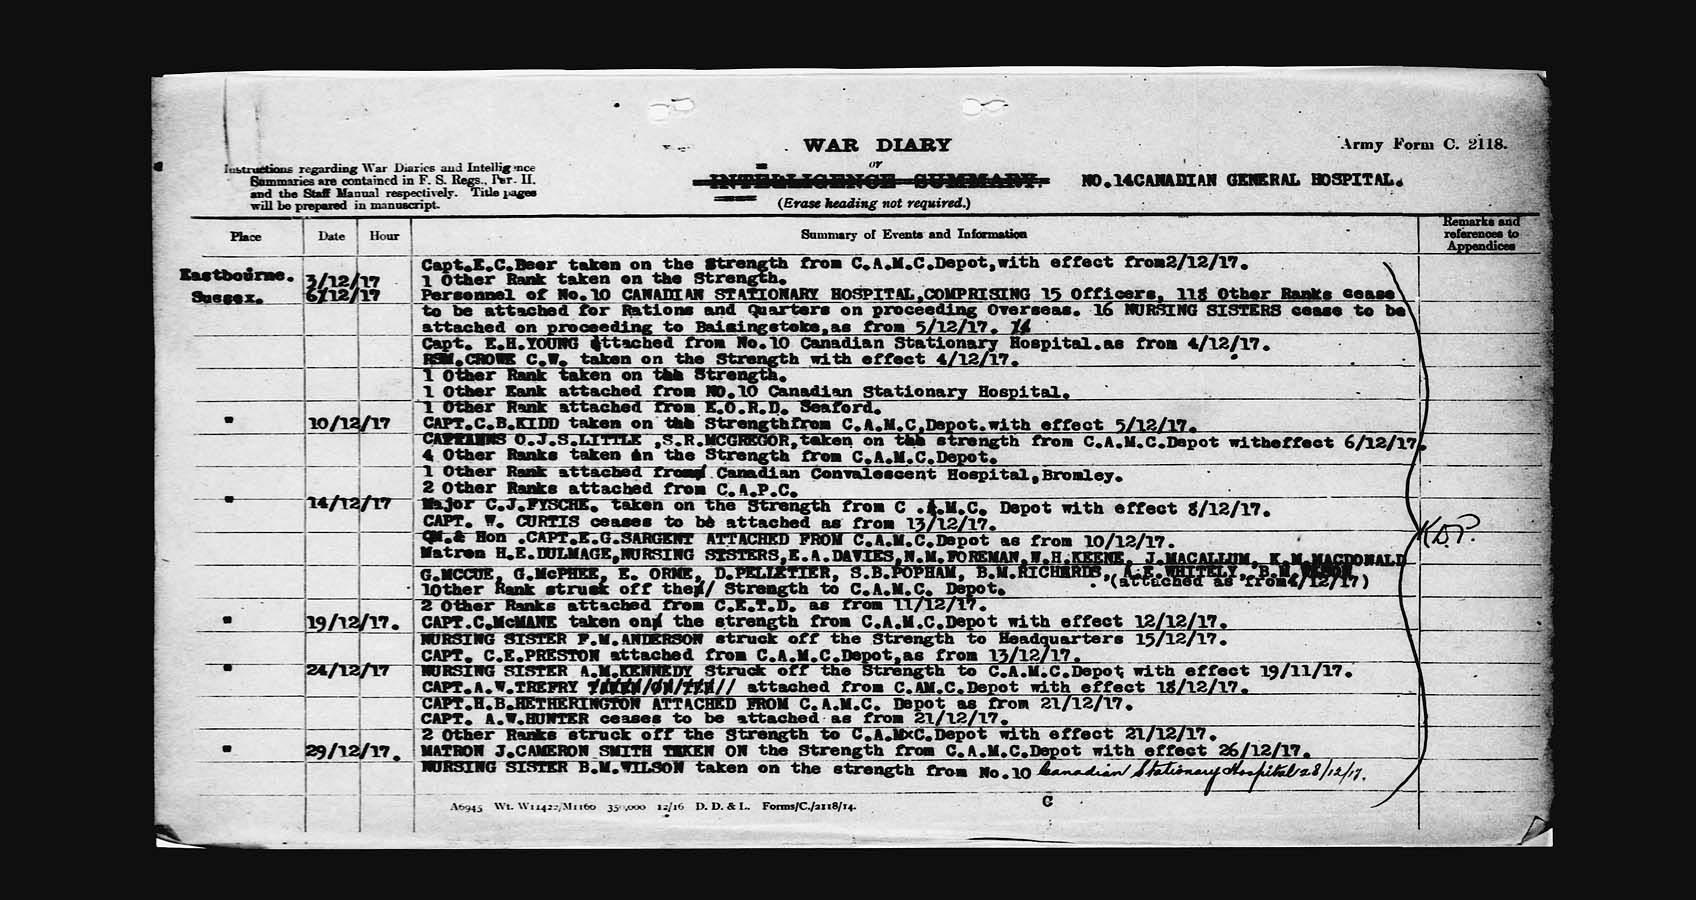 WAR DIARY
Army Form C. 2118.
or
INTELLIGENCE SUMMARY.
NO.14CANADIAN GENERAL HOSPITAL.
(Erase heading not required.)
Instructions regarding War Diaries and Intelligence
Summaries are contained in F. S. Regs., Par. II.
and the Staff Manual respectively. Title pages
will be prepared in manuscript.
Place Date Hour Summary of Events and Information Remarks and references to Appendices
Capt.E.C.Beer taken on the Strength from C.A.M.C.Depot,with effect from2/12/17.
Eastbourne. 3/12/17 1 Other Rank taken on the Strength.
Sussex. 6/12/17 Personnel of No.10 CANADIAN STATIONARY HOSPITAL,COMPRISING 15 Officers, 118 Other Ranks cease
to be attached for Rations and Quarters on proceeding Overseas. 16 NURSING SISTERS cease to be
attached on proceeding to Baisingstoke,as from 5/12/17.
Capt. E.H.YOUNG attached from No.10 Canadian Stationary Hospital.as from 4/12/17.
RSM.CROWE C.W. taken on the Strength with effect 4/12/17.
1 Other Rank taken on the Strength.
1 Other Rank attached from NO.10 Canadian Stationary Hospital.
1 Other Rank attached from E.O.R.D. Seaford.
" 10/12/17 CAPT.C.B.KIDD taken on the Strengthfrom C.A.M.C,Depot.with effect 5/12/17.
CAPTAINS O.J.S.LITTLE ,S.R.MCGREGOR,taken on the strength from C.A.M.C.Depot witheffect 6/12/17.
4 Other Ranks taken on the Strength from C.A.M.C.Depot.
1 Other Rank attached from Canadian Convalescent Hospital,Bromley.
2 Other Ranks attached from C.A.P.C.
" 14/12/17 Major C.J.FYSCHE. taken on the Strength from C .A.M.C. Depot with effect 8/12/17.
CAPT. W. CURTIS ceases to be attached as from 13/12/17.
QM.& Hon .CAPT.E.G.SARGENT ATTACHED FROM C.A.M.C.Depot as from 10/12/17.
Matron H.E.DULMAGE,NURSING SISTERS,E.A.DAVIES,N.M.FOREMAN,W.H.KEENE, J.MACALLUM, K.M.MACDONALD
G.MCCUE, G.McPHEE, E. ORME, D.PELLETIER, S.B.POPHAM, B.M.RICHARDS, A.F.WHITELY, B.M.
(attached as from4/12/17)
1Other Rank struck off the Strength to C.A.M.C. Depot.
2 Other Ranks attached from C.E.T.D. as from 11/12/17.
" 19/12/17. CAPT.C.McMANE taken on the strength from C.A.M.C.Depot with effect 12/12/17.
NURSING SISTER F.M.ANDERSON struck off the Strength to Headquarters 15/12/17.
CAPT. C.E.PRESTON attached from C.A.M.C.Depot,as from 13/12/17.
" 24/12/17 NURSING SISTER A.M.KENNEDY Struck off the Strength to C.A.M.C.Depot with effect 19/11/17.
CAPT.A.W.TREFRY attached from C.AM.C.Depot with effect 18/12/17.
CAPT.H.B.HETHERINGTON ATTACHED FROM C.A.M.C. Depot as from 21/12/17.
CAPT. A.W.HUNTER ceases to be attached as from 21/12/17.
2 Other Ranks struck off the Strength to C.AMxC.Depot with effect 21/12/17.
" 29/12/17. MATRON J.CAMERON SMITH TAKEN ON the Strength from C.A.M.C.Depot with effect 26/12/17.
NURSING SISTER B.M.WILSON taken on the strength from No.10 Canadian Stationary Hospital 28/12/17.
A6945 Wt. W11422/M1160 350,000 12/16 D. D. & L. Forms/C./2118/14.